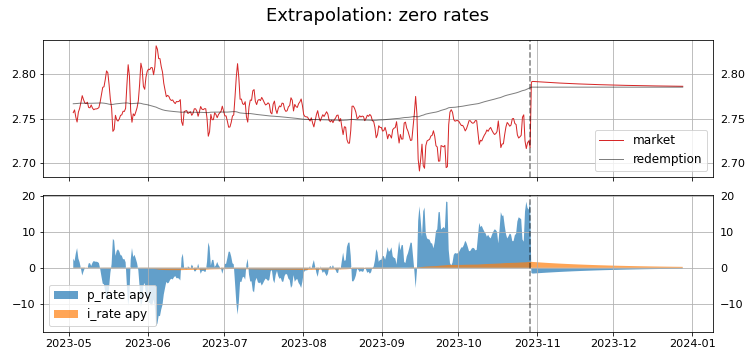 Extrapolation: zero rates
2.80 2.80
2.75 2.75
2.70 2.70
market
redemption
20 20
10 10
0 0
−10 −10
p_rate apy
i_rate apy
2023-05 2023-06 2023-07 2023-08 2023-09 2023-10 2023-11 2023-12 2024-01